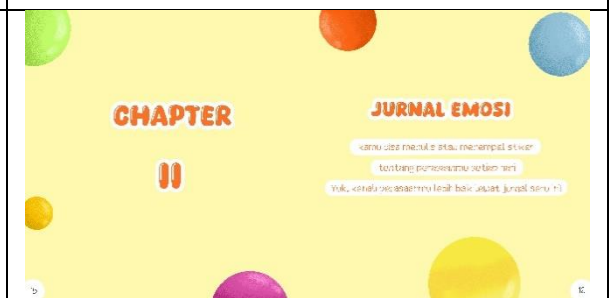 CHAPTER
II
JURNAL EMOSI
kamu bisa menulis atau menempel stiker
tentang perasaanmu setiap hari
Yuk, kenali perasaanmu lebih baik lewat jurnal seru ini